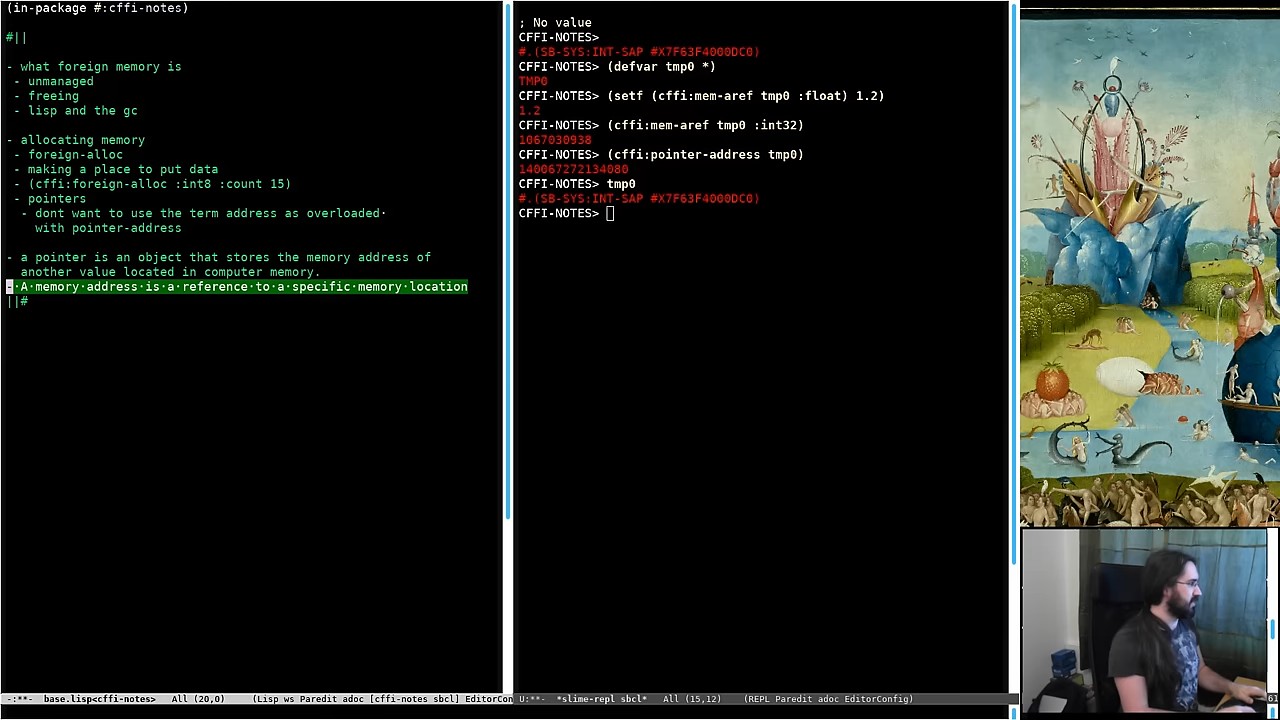 (in-package #:cffi-notes)
#||
- what foreign memory is
- unmanaged
- freeing
- lisp and the gc
- allocating memory
- foreign-alloc
- making a place to put data
- (cffi:foreign-alloc :int8 :count 15)
- pointers
- dont want to use the term address as overloaded·
with pointer-address
- a pointer is an object that stores the memory address of
another value located in computer memory.
-·A·memory·address·is·a·reference·to·a·specific·memory·location
||#
-:**- base.lisp<cffi-notes> All (20,0) (Lisp ws Paredit adoc [cffi-notes sbcl] EditorCon
; No value
CFFI-NOTES>
#.(SB-SYS:INT-SAP #X7F63F4000DC0)
CFFI-NOTES> (defvar tmp0 *)
TMP0
CFFI-NOTES> (setf (cffi:mem-aref tmp0 :float) 1.2)
1.2
CFFI-NOTES> (cffi:mem-aref tmp0 :int32)
1067030938
CFFI-NOTES> (cffi:pointer-address tmp0)
140067272134080
CFFI-NOTES> tmp0
#.(SB-SYS:INT-SAP #X7F63F4000DC0)
CFFI-NOTES>
U:**- *slime-repl sbcl* All (15,12) (REPL Paredit adoc EditorConfig)